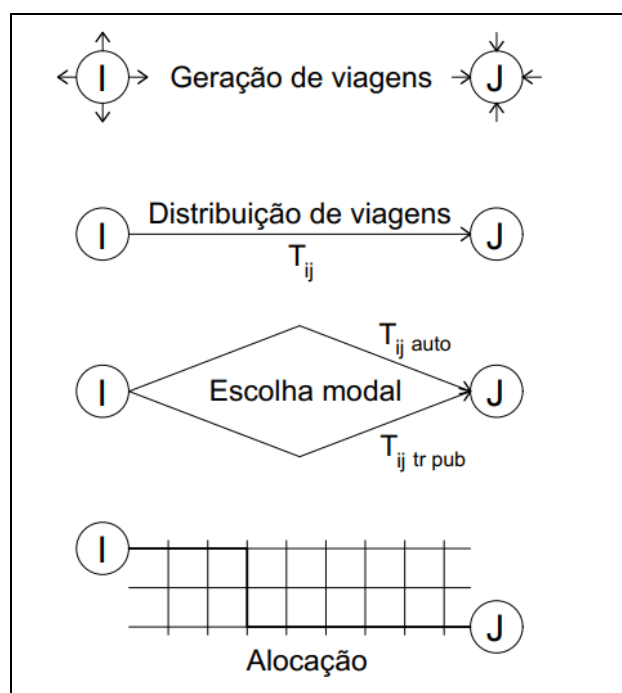 I Geração de viagens J
Distribuição de viagens
I J
T_ij
T_ij auto
I Escolha modal J
T_ij tr pub
I
J
Alocação